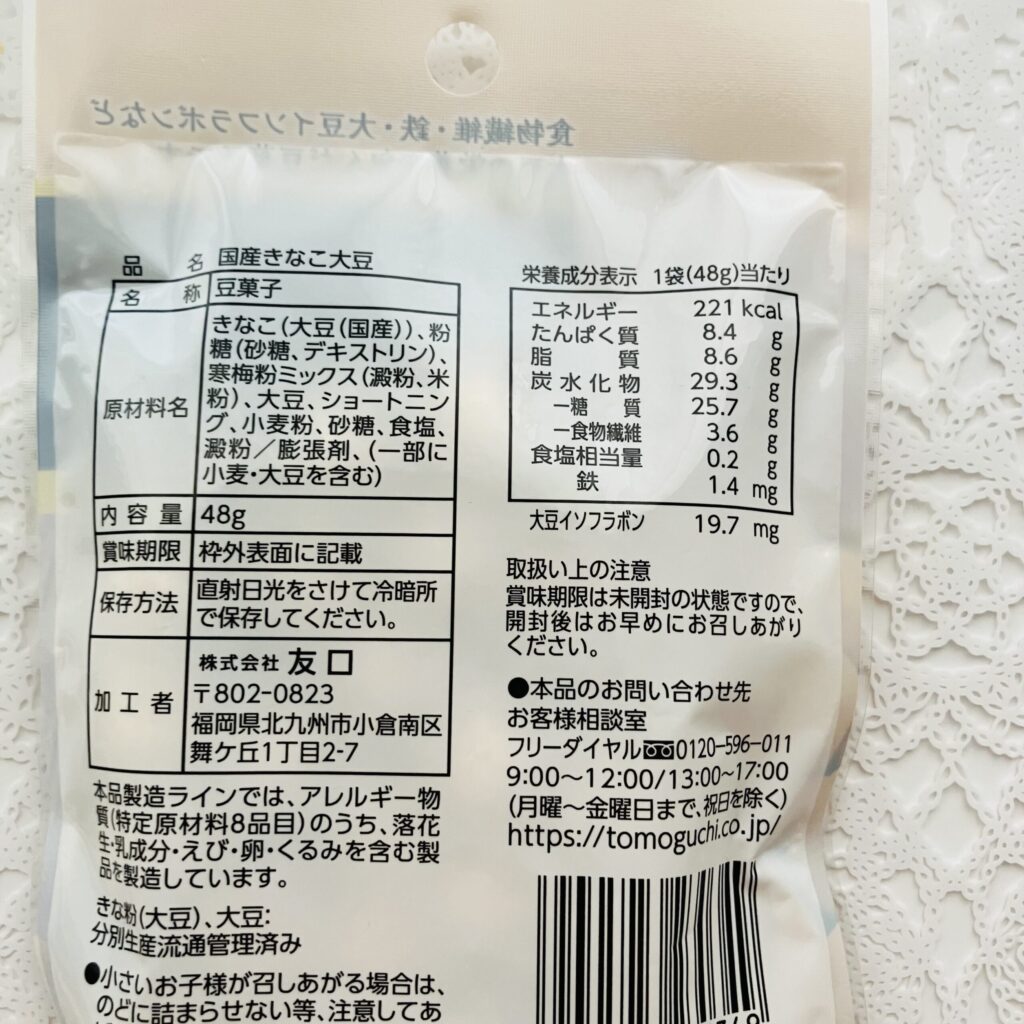 食物繊維・鉄・大豆イソフラボンなど
品 名 国産きなこ大豆
名 称 豆菓子
原材料名
きなこ(大豆(国産))、粉
糖(砂糖、デキストリン)、
寒梅粉ミックス(澱粉、米
粉)、大豆、ショートニン
グ、小麦粉、砂糖、食塩、
澱粉/膨張剤、(一部に
小麦・大豆を含む)
内容量 48g
賞味期限 枠外表面に記載
保存方法
直射日光をさけて冷暗所
で保存してください。
加工者
株式会社 友口
〒802-0823
福岡県北九州市小倉南区
舞ケ丘1丁目2-7
本品製造ラインでは、アレルギー物
質(特定原材料8品目)のうち、落花
生・乳成分・えび・卵・くるみを含む製
品を製造しています。
きな粉(大豆)、大豆:
分別生産流通管理済み
●小さいお子様が召しあがる場合は、
のどに詰まらせない等、注意してあ
栄養成分表示 1袋(48g)当たり
エネルギー 221 kcal
たんぱく質 8.4 g
脂 質 8.6 g
炭水化物 29.3 g
ー糖 質 25.7 g
ー食物繊維 3.6 g
食塩相当量 0.2 g
鉄 1.4 mg
大豆イソフラボン 19.7 mg
取扱い上の注意
賞味期限は未開封の状態ですので、
開封後はお早めにお召しあがり
ください。
●本品のお問い合わせ先
お客様相談室
フリーダイヤル 0120-596-011
9:00〜12:00/13:00〜17:00
(月曜〜金曜日まで、祝日を除く)
https://tomoguchi.co.jp/